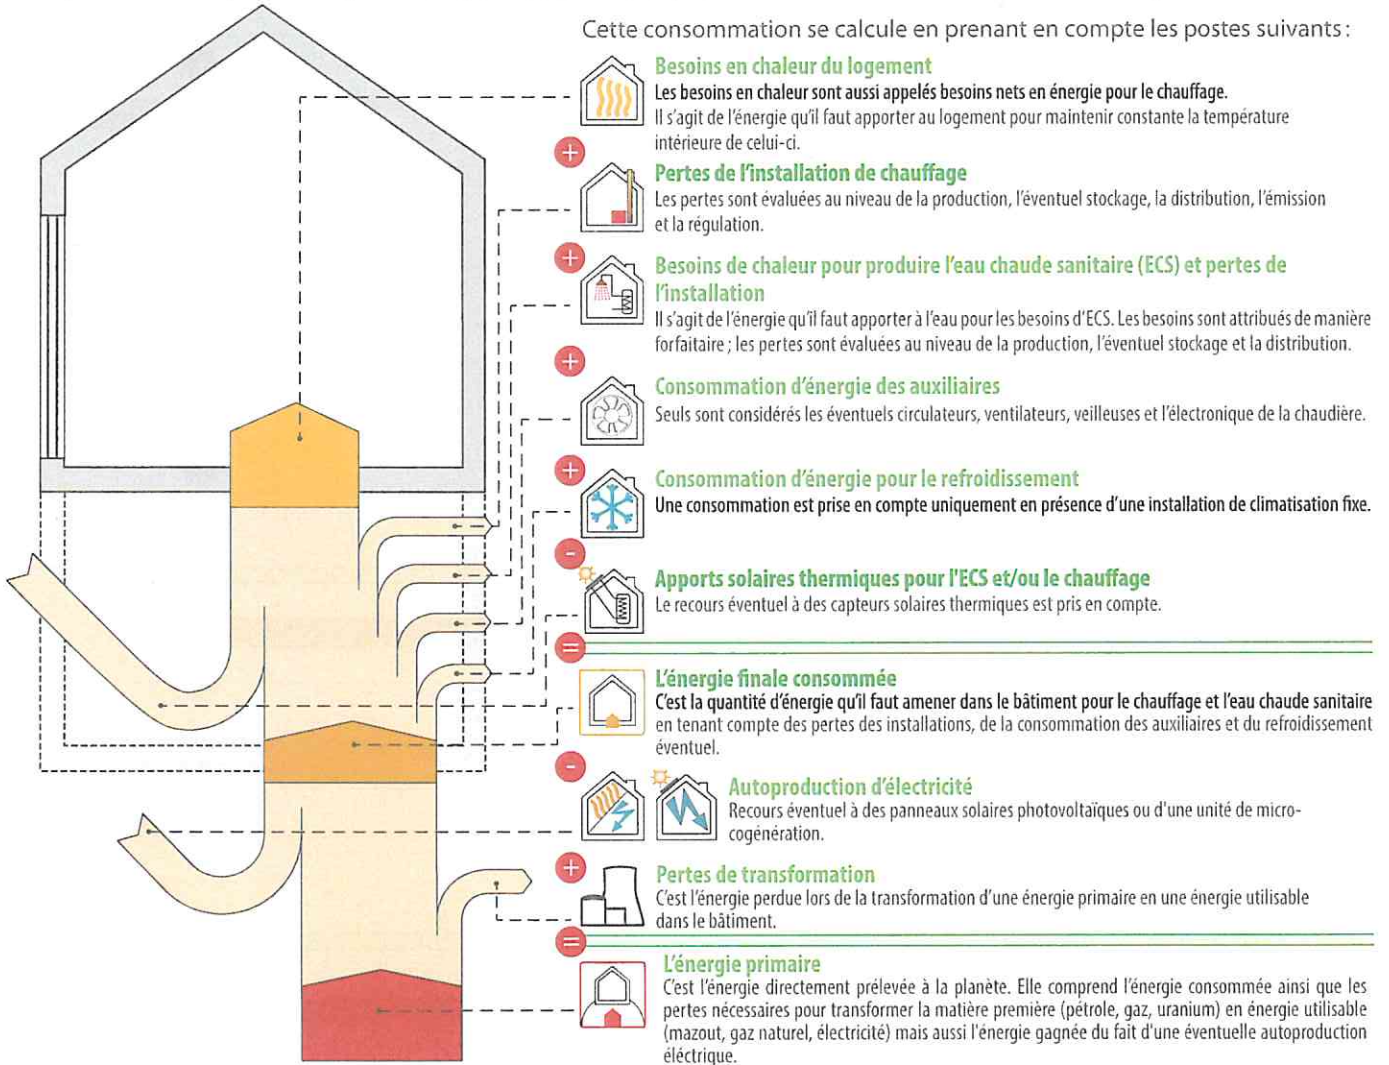 Cette consommation se calcule en prenant en compte les postes suivants :
Besoins en chaleur du logement
Les besoins en chaleur sont aussi appelés besoins nets en énergie pour le chauffage.
Il s'agit de l'énergie qu'il faut apporter au logement pour maintenir constante la température
intérieure de celui-ci.
+
Pertes de l'installation de chauffage
Les pertes sont évaluées au niveau de la production, l'éventuel stockage, la distribution, l'émission
et la régulation.
+
Besoins de chaleur pour produire l'eau chaude sanitaire (ECS) et pertes de
l'installation
Il s'agit de l'énergie qu'il faut apporter à l'eau pour les besoins d'ECS. Les besoins sont attribués de manière
forfaitaire ; les pertes sont évaluées au niveau de la production, l'éventuel stockage et la distribution.
+
Consommation d'énergie des auxiliaires
Seuls sont considérés les éventuels circulateurs, ventilateurs, veilleuses et l'électronique de la chaudière.
+
Consommation d'énergie pour le refroidissement
Une consommation est prise en compte uniquement en présence d'une installation de climatisation fixe.
-
Apports solaires thermiques pour l'ECS et/ou le chauffage
Le recours éventuel à des capteurs solaires thermiques est pris en compte.
=
L'énergie finale consommée
C'est la quantité d'énergie qu'il faut amener dans le bâtiment pour le chauffage et l'eau chaude sanitaire
en tenant compte des pertes des installations, de la consommation des auxiliaires et du refroidissement
éventuel.
-
Autoproduction d'électricité
Recours éventuel à des panneaux solaires photovoltaïques ou d'une unité de micro-
cogénération.
+
Pertes de transformation
C'est l'énergie perdue lors de la transformation d'une énergie primaire en une énergie utilisable
dans le bâtiment.
=
L'énergie primaire
C'est l'énergie directement prélevée à la planète. Elle comprend l'énergie consommée ainsi que les
pertes nécessaires pour transformer la matière première (pétrole, gaz, uranium) en énergie utilisable
(mazout, gaz naturel, électricité) mais aussi l'énergie gagnée du fait d'une éventuelle autoproduction
éléctrique.